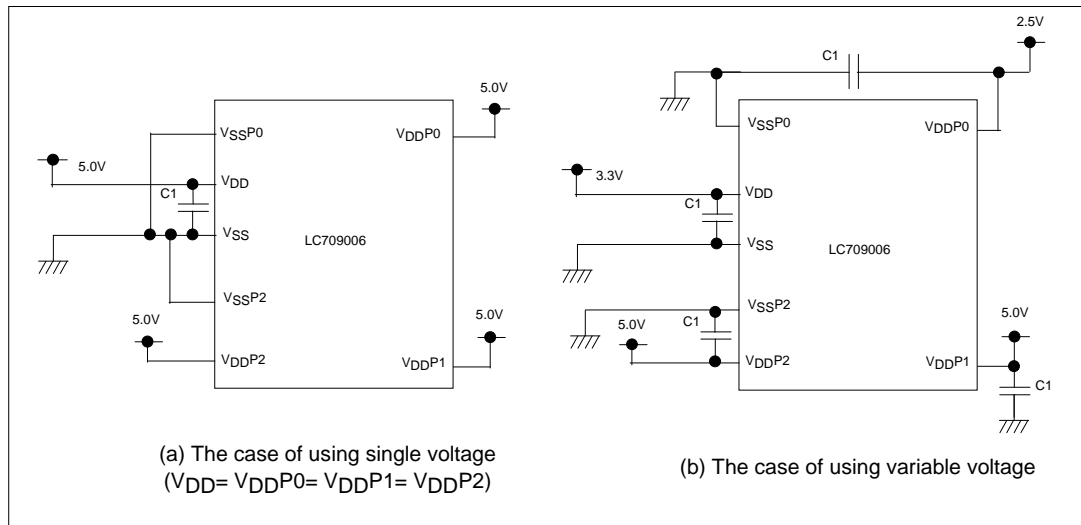 5.0V
VSSP0
VDDP0
5.0V
VDD
C1
VSS
LC709006
VSSP2
5.0V
5.0V
VDDP2
VDDP1
(a) The case of using single voltage
(VDD= VDDP0= VDDP1= VDDP2)
2.5V
C1
VSSP0
VDDP0
3.3V
VDD
C1
VSS
LC709006
VSSP2
5.0V
C1
5.0V
VDDP2
VDDP1
C1
(b) The case of using variable voltage